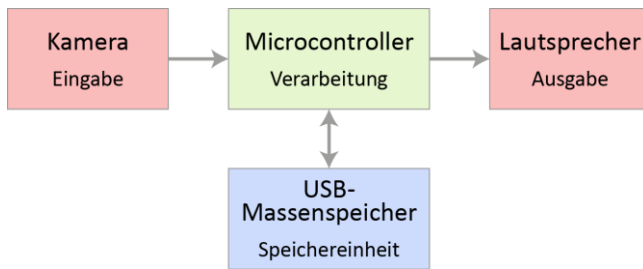 Kamera
Eingabe
Microcontroller
Verarbeitung
Lautsprecher
Ausgabe
USB-
Massenspeicher
Speichereinheit